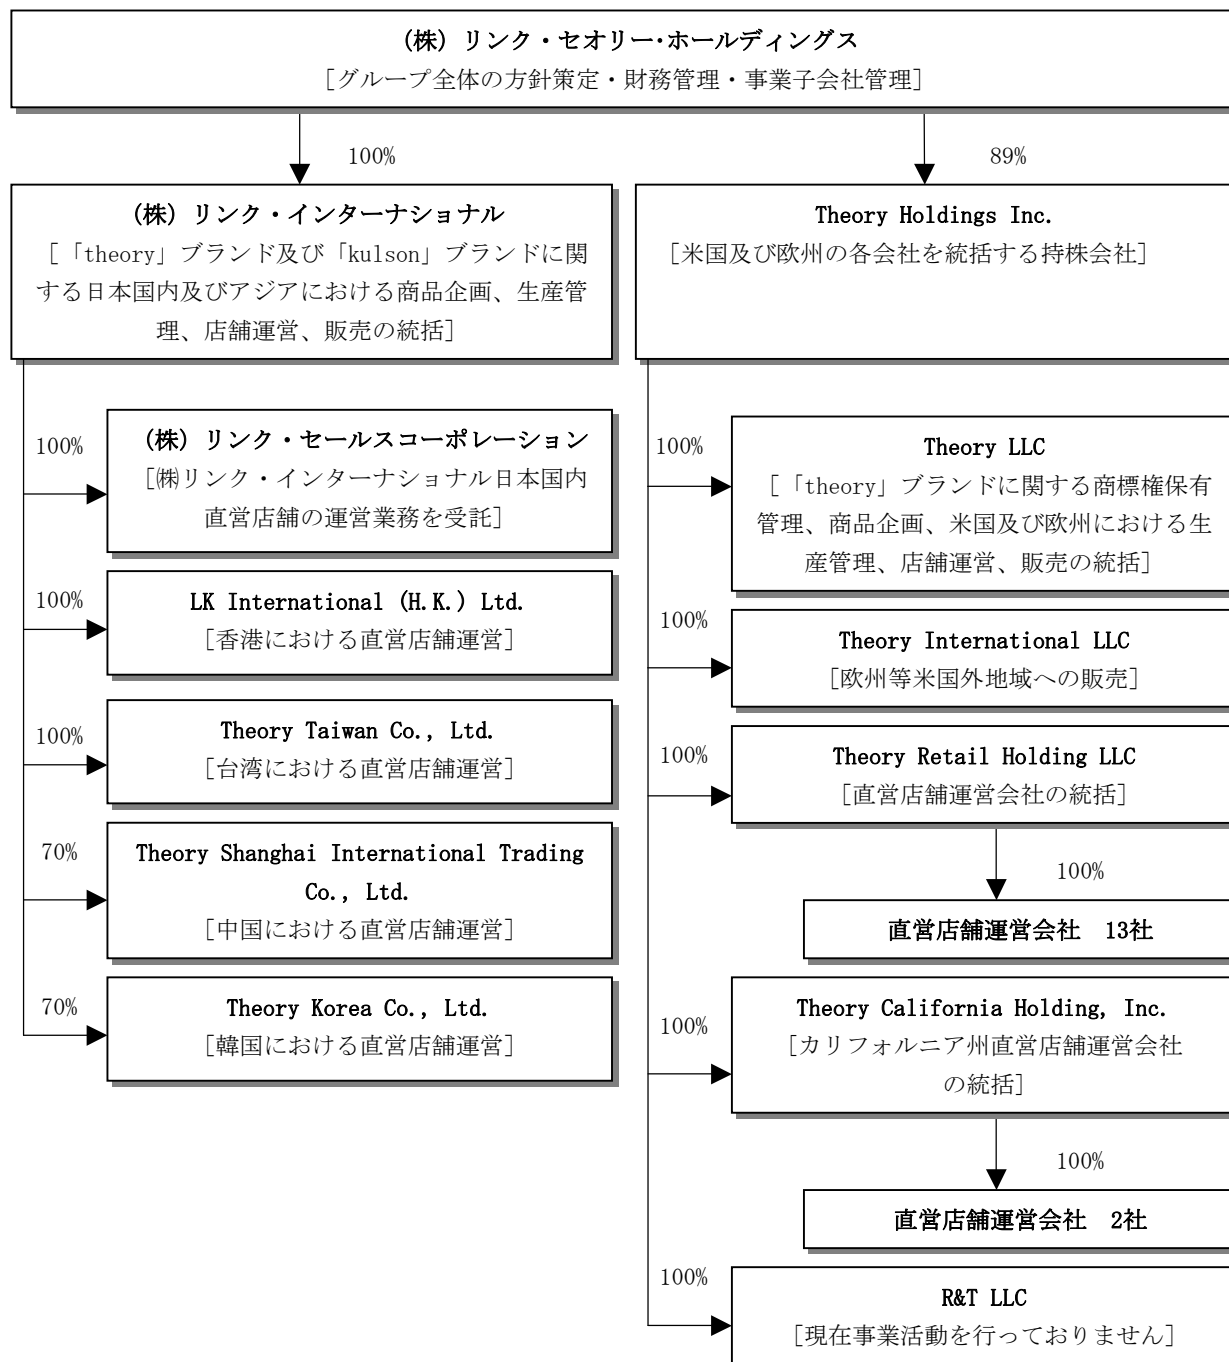 (株) リンク・セオリー・ホールディングス
[グループ全体の方針策定・財務管理・事業子会社管理]
100%
89%
(株) リンク・インターナショナル
[「theory」ブランド及び「kulson」ブランドに関
する日本国内及びアジアにおける商品企画、生産管
理、店舗運営、販売の統括]
Theory Holdings Inc.
[米国及び欧州の各会社を統括する持株会社]
100%
(株) リンク・セールスコーポレーション
[㈱リンク・インターナショナル日本国内
直営店舗の運営業務を受託]
100%
LK International (H.K.) Ltd.
[香港における直営店舗運営]
100%
Theory Taiwan Co., Ltd.
[台湾における直営店舗運営]
70%
Theory Shanghai International Trading
Co., Ltd.
[中国における直営店舗運営]
70%
Theory Korea Co., Ltd.
[韓国における直営店舗運営]
100%
Theory LLC
[「theory」ブランドに関する商標権保有
管理、商品企画、米国及び欧州における生
産管理、店舗運営、販売の統括]
100%
Theory International LLC
[欧州等米国外地域への販売]
100%
Theory Retail Holding LLC
[直営店舗運営会社の統括]
100%
直営店舗運営会社　13社
100%
Theory California Holding, Inc.
[カリフォルニア州直営店舗運営会社
の統括]
100%
直営店舗運営会社　2社
100%
R&T LLC
[現在事業活動を行っておりません]